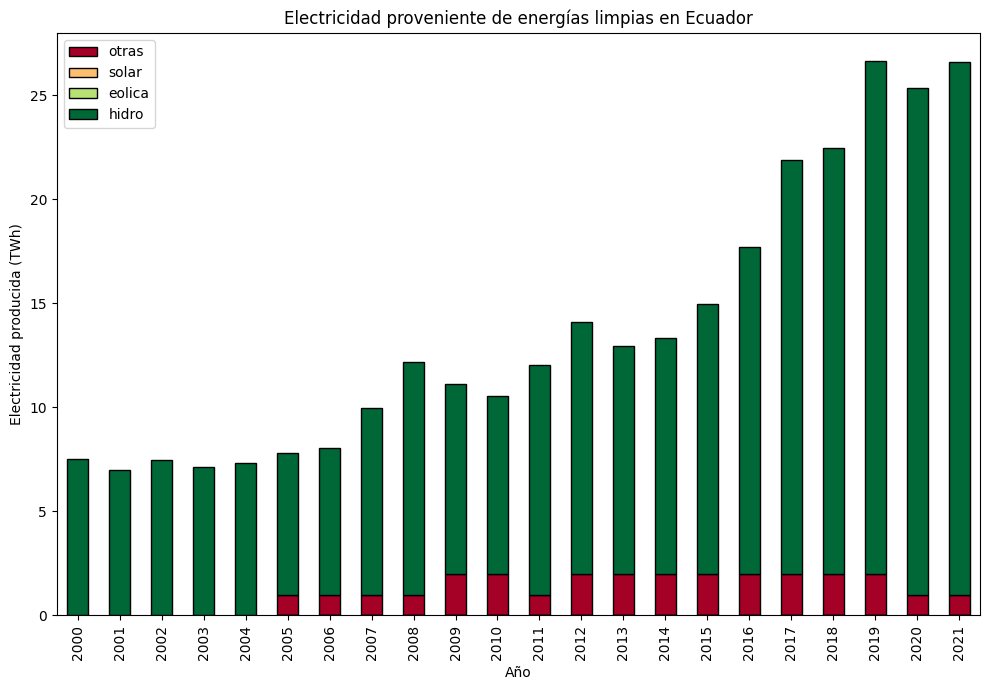 Electricidad proveniente de energías limpias en Ecuador
otras
solar
eolica
hidro
Electricidad producida (TWh)
25
20
15
10
5
0
2000 2001 2002 2003 2004 2005 2006 2007 2008 2009 2010 2011 2012 2013 2014 2015 2016 2017 2018 2019 2020 2021
Año